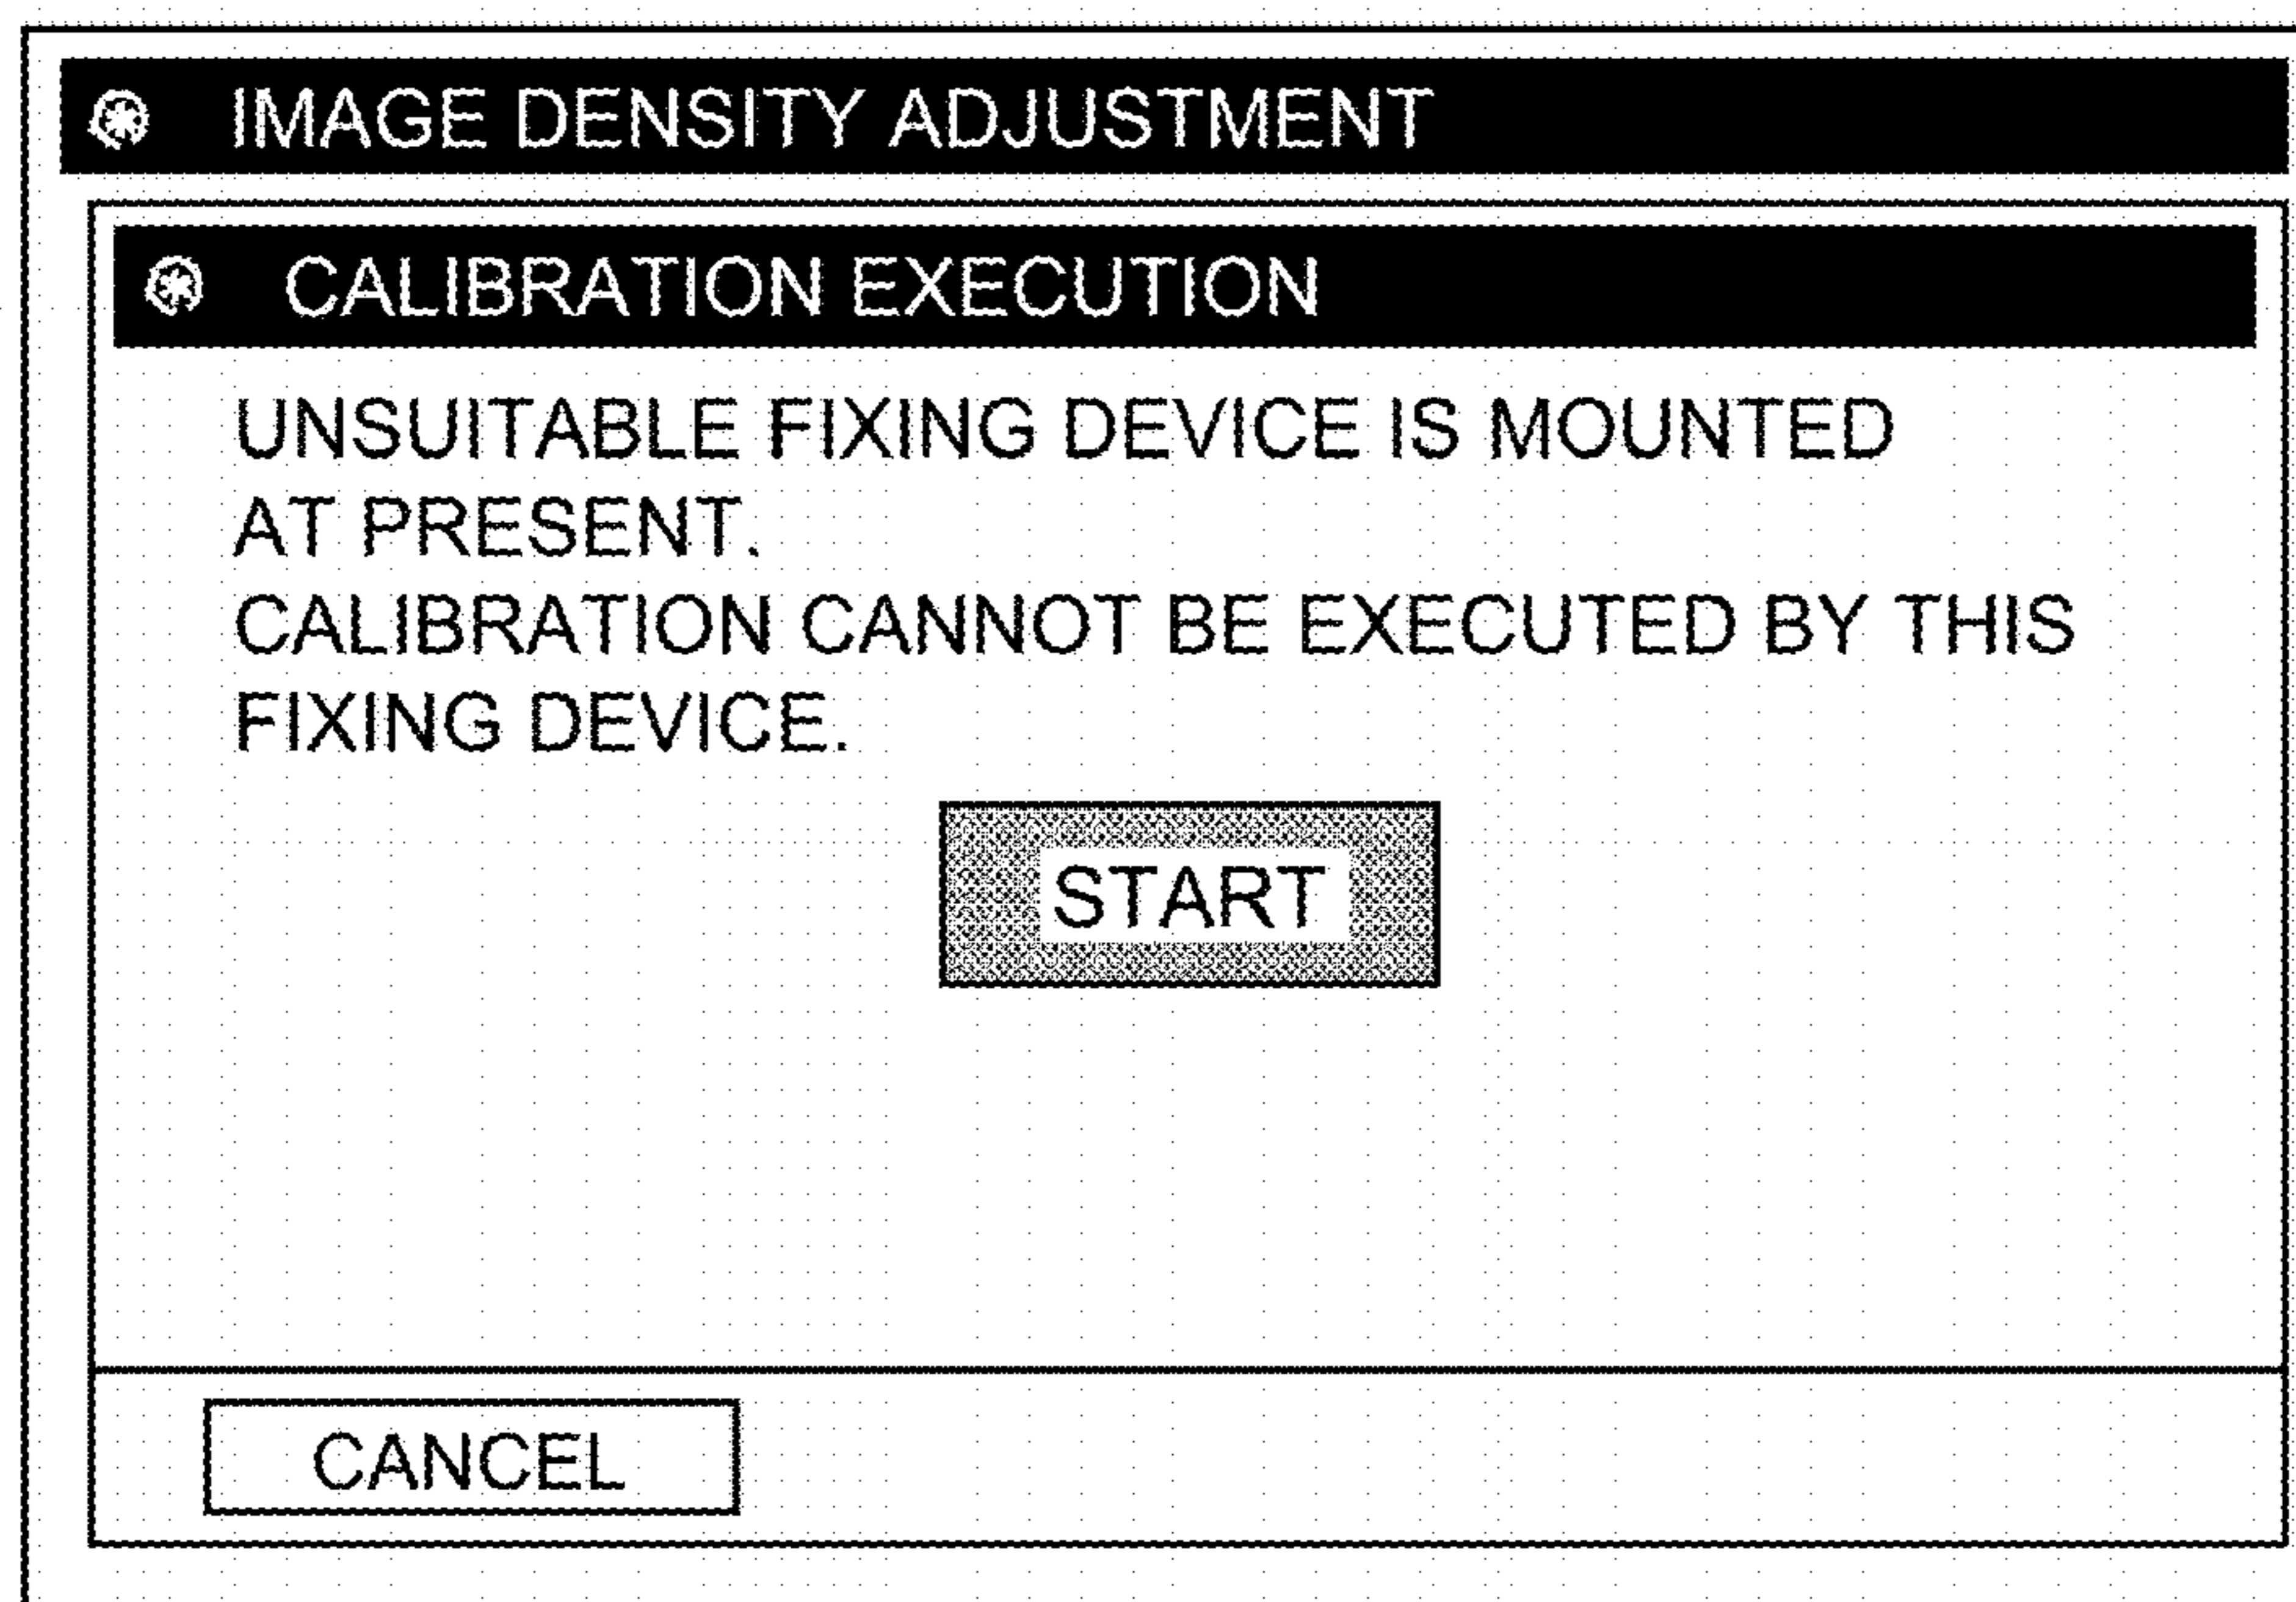 IMAGE DENSITY ADJUSTMENT
CALIBRATION EXECUTION
UNSUITABLE FIXING DEVICE IS MOUNTED
AT PRESENT.
CALIBRATION CANNOT BE EXECUTED BY THIS
FIXING DEVICE.
START
CANCEL